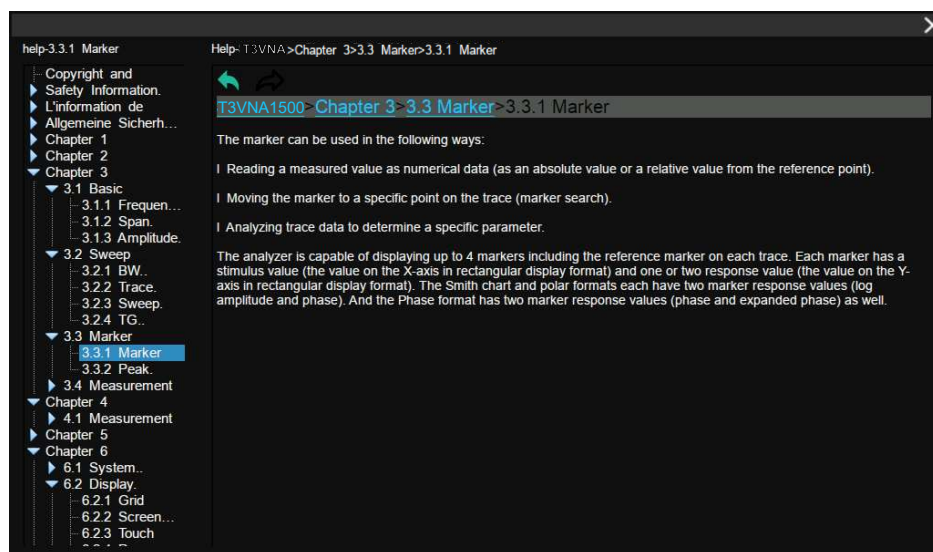 help-3.3.1 Marker
Help-T3VNA>Chapter 3>3.3 Marker>3.3.1 Marker
Copyright and
Safety Information.
L'information de
Allgemeine Sicherh...
Chapter 1
Chapter 2
Chapter 3
3.1 Basic
3.1.1 Frequen...
3.1.2 Span.
3.1.3 Amplitude.
3.2 Sweep
3.2.1 BW..
3.2.2 Trace.
3.2.3 Sweep.
3.2.4 TG..
3.3 Marker
3.3.1 Marker
3.3.2 Peak.
3.4 Measurement
Chapter 4
4.1 Measurement
Chapter 5
Chapter 6
6.1 System..
6.2 Display.
6.2.1 Grid
6.2.2 Screen...
6.2.3 Touch
T3VNA1500>Chapter 3>3.3 Marker>3.3.1 Marker
The marker can be used in the following ways:
l Reading a measured value as numerical data (as an absolute value or a relative value from the reference point).
l Moving the marker to a specific point on the trace (marker search).
l Analyzing trace data to determine a specific parameter.
The analyzer is capable of displaying up to 4 markers including the reference marker on each trace. Each marker has a
stimulus value (the value on the X-axis in rectangular display format) and one or two response value (the value on the Y-
axis in rectangular display format). The Smith chart and polar formats each have two marker response values (log
amplitude and phase). And the Phase format has two marker response values (phase and expanded phase) as well.